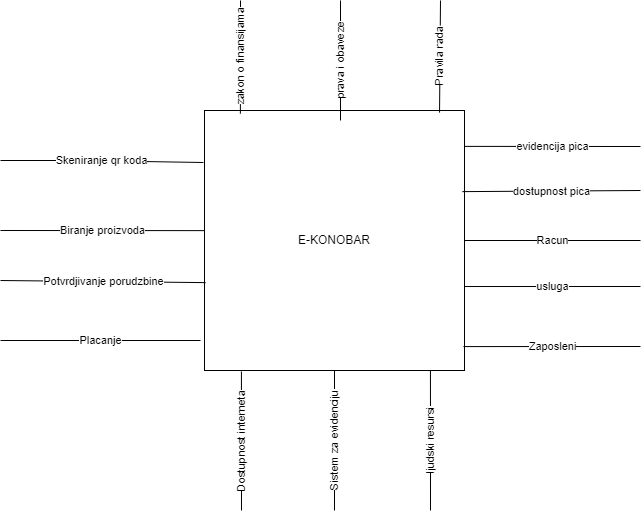 zakon o finansijama
prava i obaveze
Pravila rada
Skeniranje qr koda
Biranje proizvoda
Potvrdjivanje porudzbine
Placanje
E-KONOBAR
evidencija pica
dostupnost pica
Racun
usluga
Zaposleni
Dostupnost interneta
Sistem za evidenciju
ljudski resursi